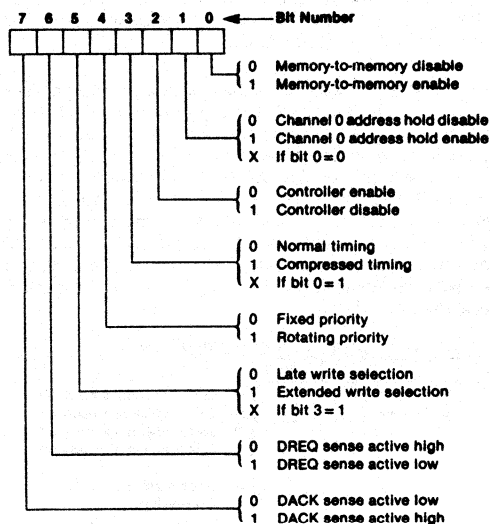 7 6 5 4 3 2 1 0 Bit Number
0 Memory-to-memory disable
1 Memory-to-memory enable
0 Channel 0 address hold disable
1 Channel 0 address hold enable
X If bit 0 = 0
0 Controller enable
1 Controller disable
0 Normal timing
1 Compressed timing
X If bit 0 = 1
0 Fixed priority
1 Rotating priority
0 Late write selection
1 Extended write selection
X If bit 3 = 1
0 DREQ sense active high
1 DREQ sense active low
0 DACK sense active low
1 DACK sense active high